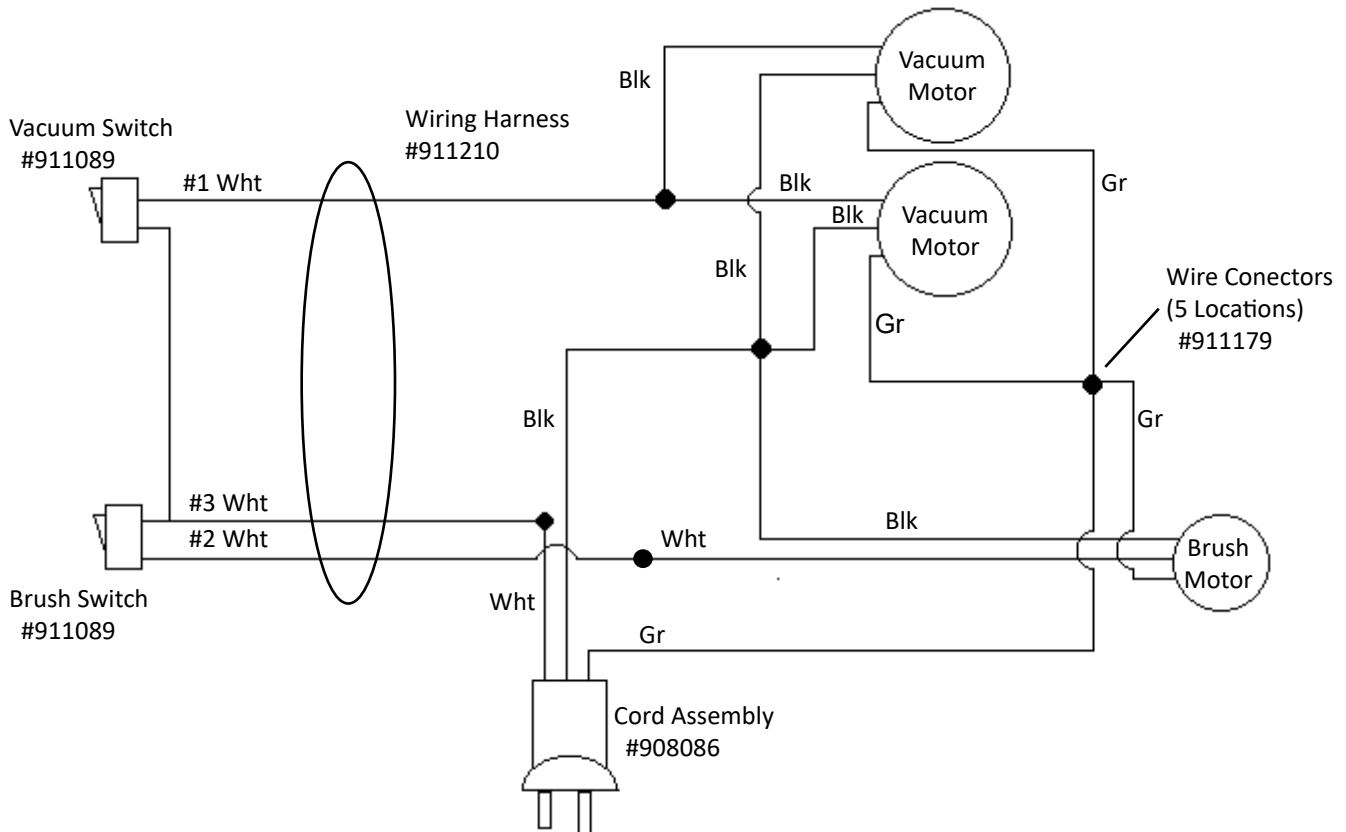 Vacuum
Motor
Blk
Wiring Harness
#911210
Vacuum Switch
#911089
#1 Wht
Blk
Gr
Vacuum
Motor
Blk
Blk
Wire Conectors
(5 Locations)
#911179
Gr
Blk
Gr
#3 Wht
#2 Wht
Blk
Wht
Brush
Motor
Brush Switch
#911089
Wht
Gr
Cord Assembly
#908086